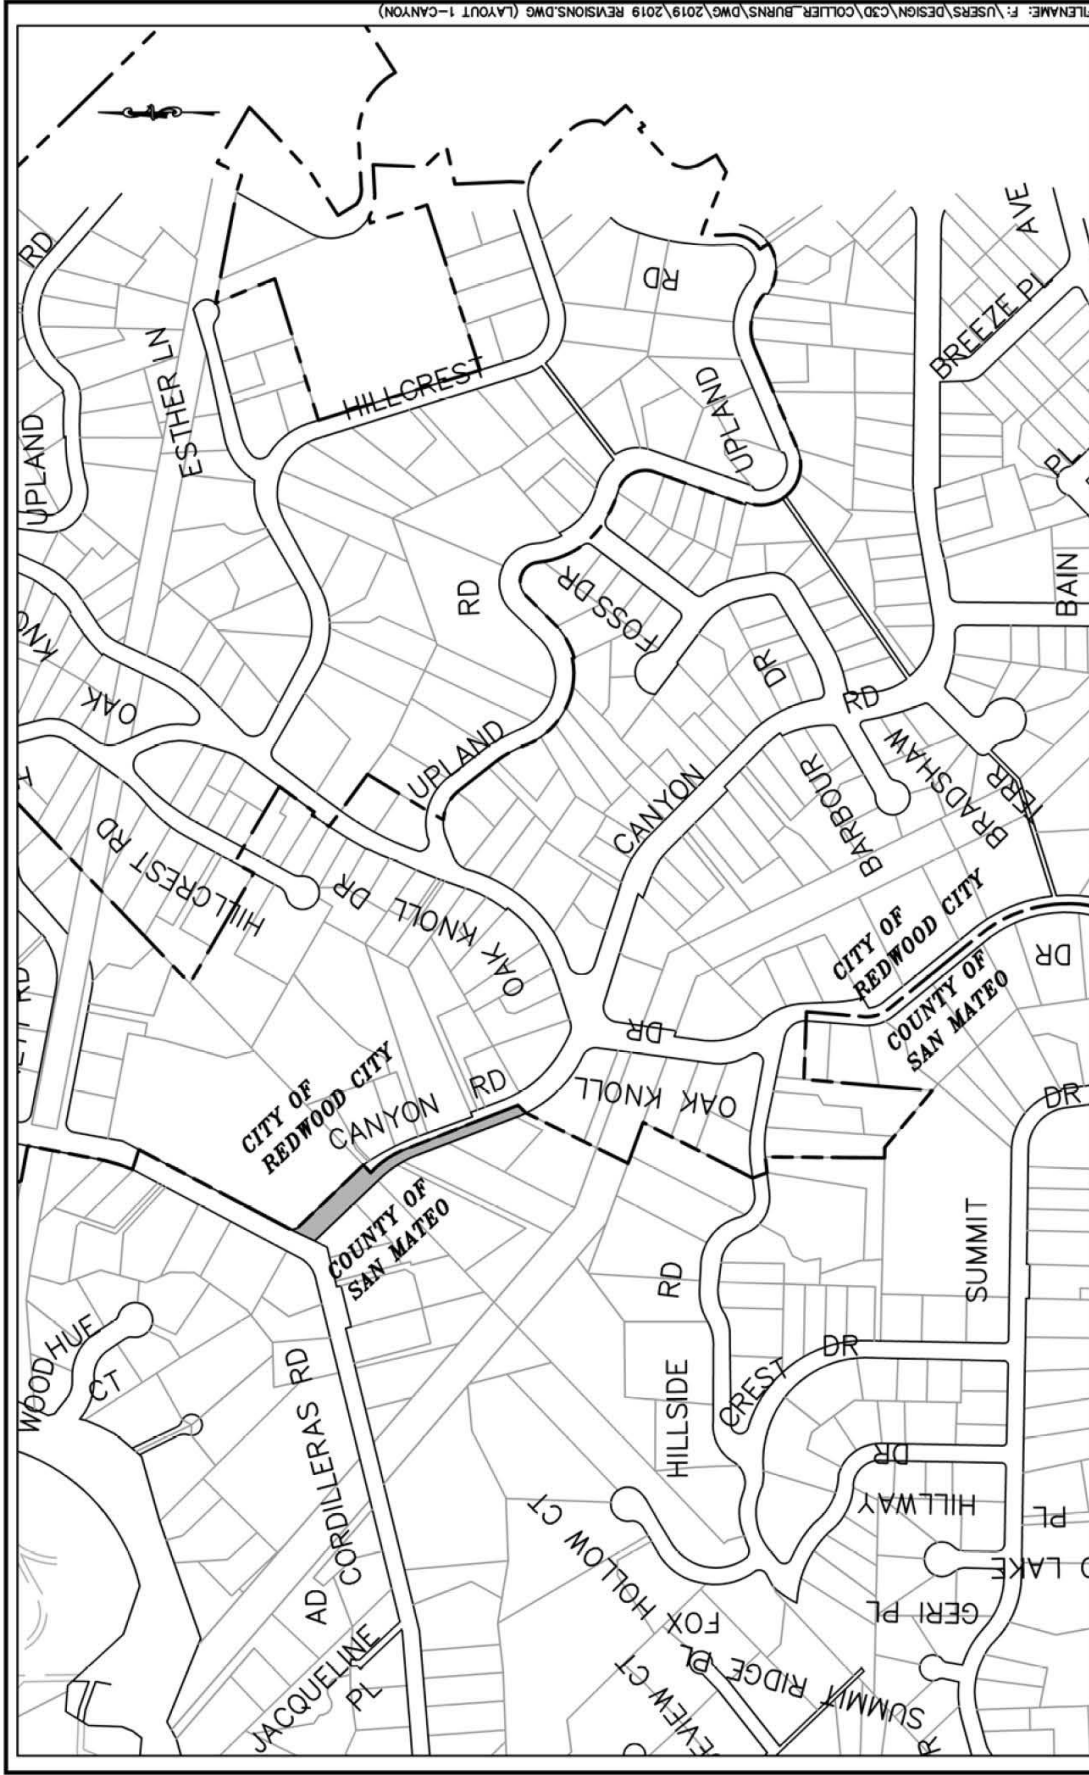 FILENAME: F:\USERS\DESIGN\C3D\COLLIER_BURNS\DWG\2019\2019 REVISIONS.DWG (LAYOUT 1-CANYON)
RD
AVE
RD
BREEZE PL
ESTHER LN
HILLCREST
UPLAND
UPLAND
PL
RD
FOSS DR
BAIN
OAK
DR
RD
UPLAND
CANYON
BARBOUR
BRADSHAW
KERR
HILLCREST RD
OAK KNOLL DR
CITY OF
REDWOOD CITY
COUNTY OF
SAN MATEO
DR
DR
OAK KNOLL
CITY OF
REDWOOD CITY
CANYON
RD
COUNTY OF
SAN MATEO
DR
SUMMIT
RD
HILLSIDE
WOODHUE
CT
CREST
DR
CORDILLERAS RD
DR
HILLWAY
FOX HOLLOW CT
PL
LAKE
GERI PL
AD
JACQUELINE
PL
SUMMIT RIDGE PL
EVIEW CT